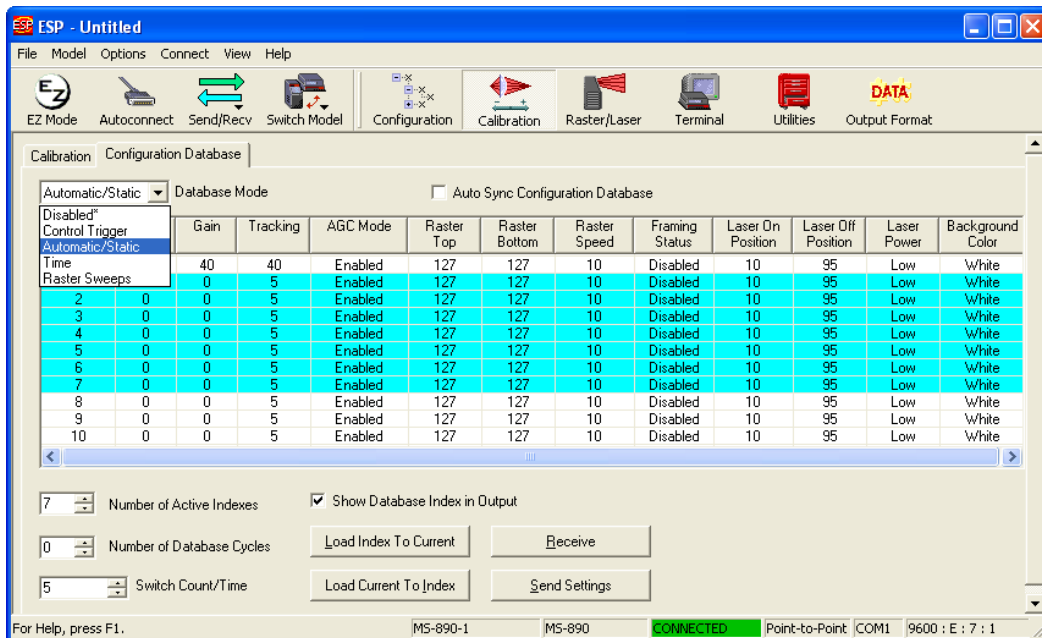 ESP - Untitled
File Model Options Connect View Help
EZ Mode Autoconnect Send/Recv Switch Model Configuration Calibration Raster/Laser Terminal Utilities DATA Output Format
Calibration Configuration Database
Automatic/Static Database Mode Auto Sync Configuration Database
Disabled*
Control Trigger
Automatic/Static
Time
Raster Sweeps
Gain Tracking AGC Mode Raster Top Raster Bottom Raster Speed Framing Status Laser On Position Laser Off Position Laser Power Background Color
40 40 Enabled 127 127 10 Disabled 10 95 Low White
0 5 Enabled 127 127 10 Disabled 10 95 Low White
2 0 0 5 Enabled 127 127 10 Disabled 10 95 Low White
3 0 0 5 Enabled 127 127 10 Disabled 10 95 Low White
4 0 0 5 Enabled 127 127 10 Disabled 10 95 Low White
5 0 0 5 Enabled 127 127 10 Disabled 10 95 Low White
6 0 0 5 Enabled 127 127 10 Disabled 10 95 Low White
7 0 0 5 Enabled 127 127 10 Disabled 10 95 Low White
8 0 0 5 Enabled 127 127 10 Disabled 10 95 Low White
9 0 0 5 Enabled 127 127 10 Disabled 10 95 Low White
10 0 0 5 Enabled 127 127 10 Disabled 10 95 Low White
7 Number of Active Indexes Show Database Index in Output
0 Number of Database Cycles Load Index To Current Receive
5 Switch Count/Time Load Current To Index Send Settings
For Help, press F1. MS-890-1 MS-890 CONNECTED Point-to-Point COM1 9600 : E : 7 : 1